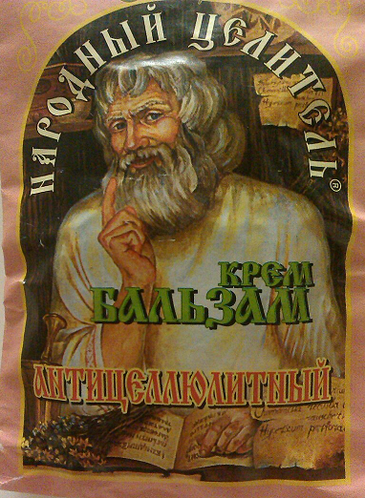 НАРОДНЫЙ ЦЕЛИТЕЛЬ®
КРЕМ
БАЛЬЗАМ
АНТИЦЕЛЛЮЛИТНЫЙ